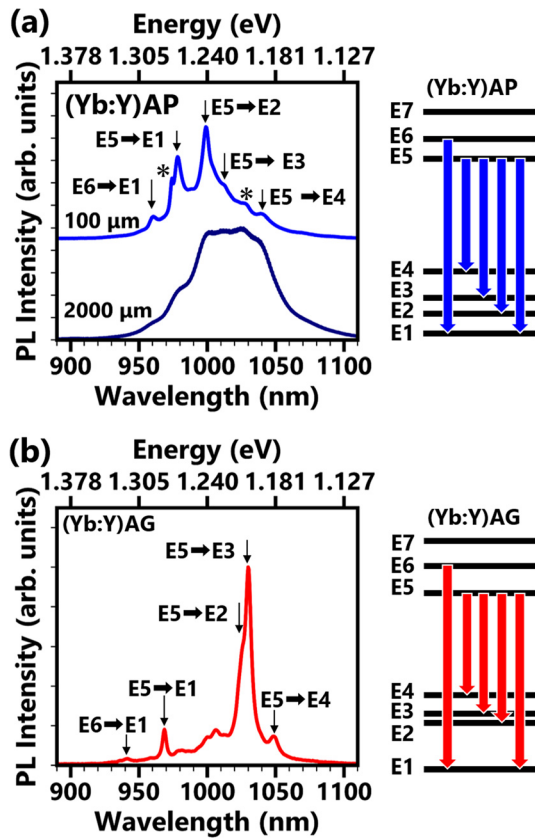 (a)
Energy (eV)
1.378 1.305 1.240 1.181 1.127
PL Intensity (arb. units)
(Yb:Y)AP
E5➡E2
E5➡E1
*
E5➡ E3
E6➡E1
*
E5 ➡E4
100 μm
2000 μm
900 950 1000 1050 1100
Wavelength (nm)
(Yb:Y)AP
E7
E6
E5
E4
E3
E2
E1
(b)
Energy (eV)
1.378 1.305 1.240 1.181 1.127
PL Intensity (arb. units)
(Yb:Y)AG
E5➡E3
E5➡E2
E5➡E1
E5➡E4
E6➡E1
900 950 1000 1050 1100
Wavelength (nm)
(Yb:Y)AG
E7
E6
E5
E4
E3
E2
E1